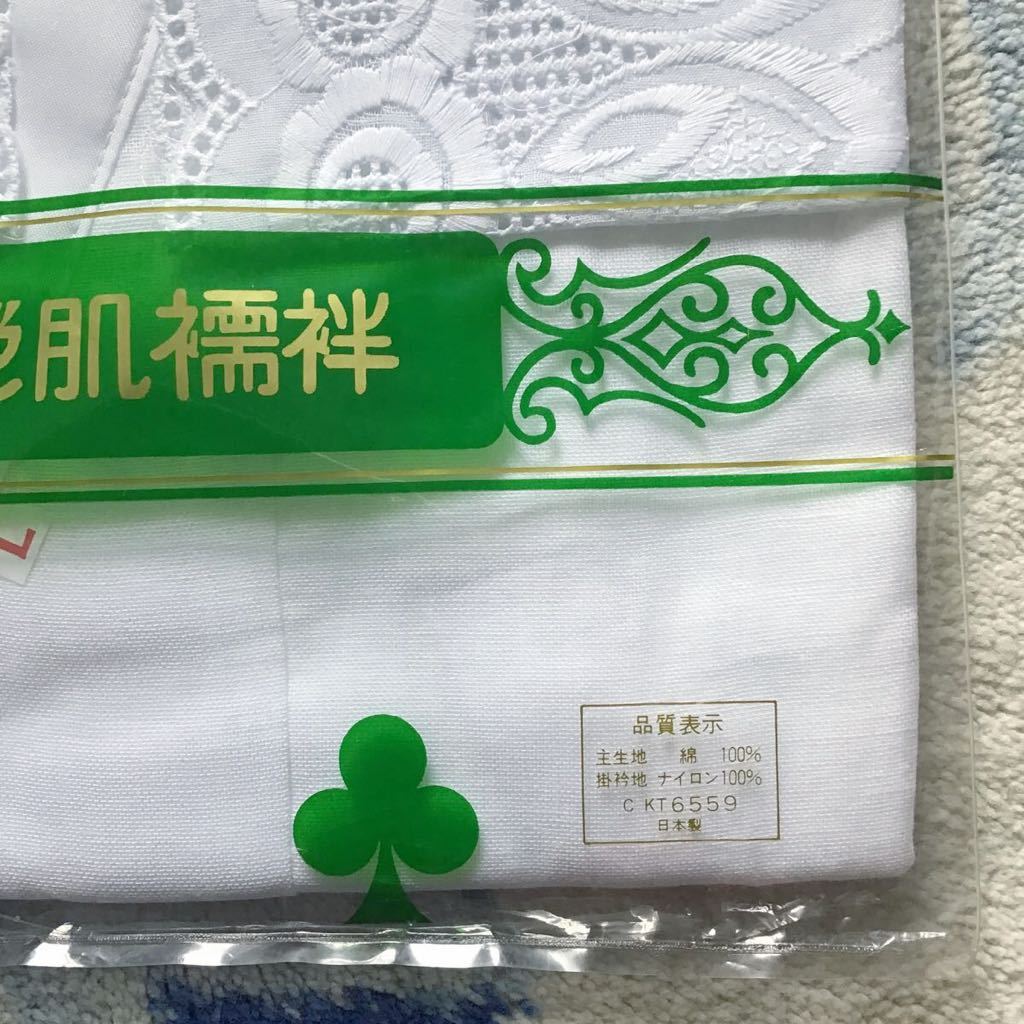 肌襦袢
L
品質表示
主生地 綿 100%
掛衿地 ナイロン100%
C KT6559
日本製